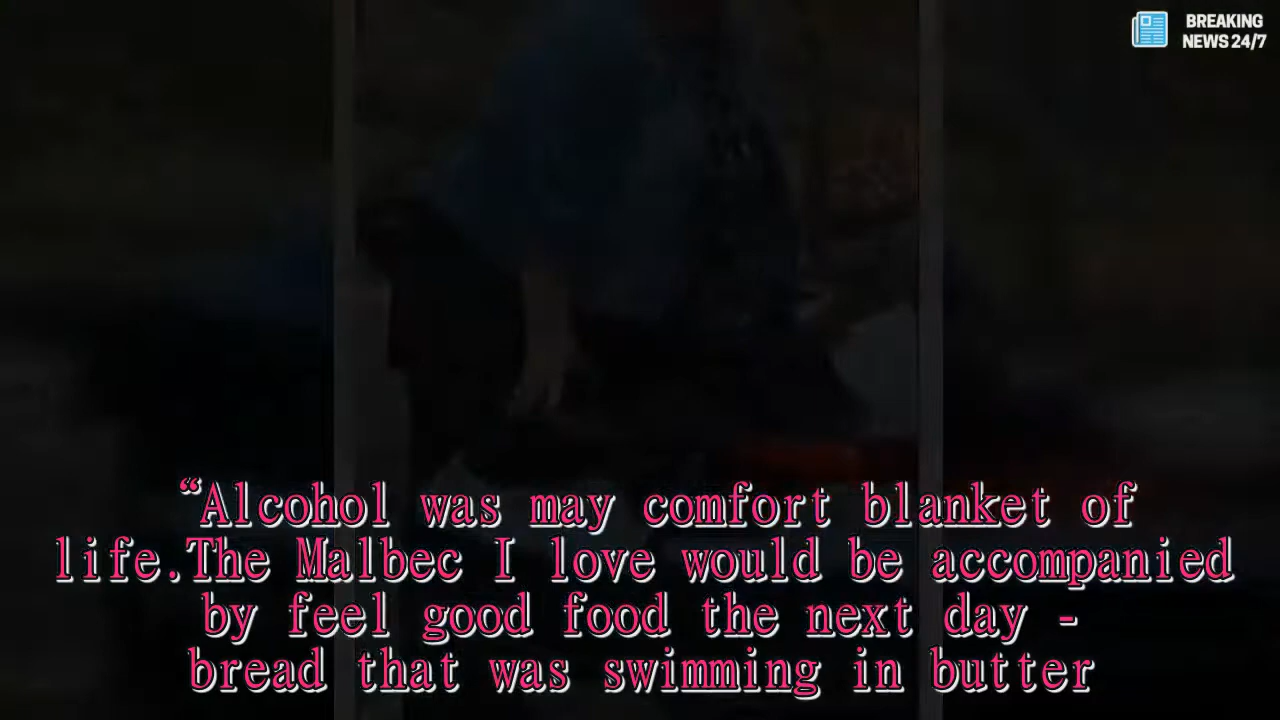 BREAKING
NEWS 24/7
“Alcohol was may comfort blanket of
life.The Malbec I love would be accompanied
by feel good food the next day -
bread that was swimming in butter